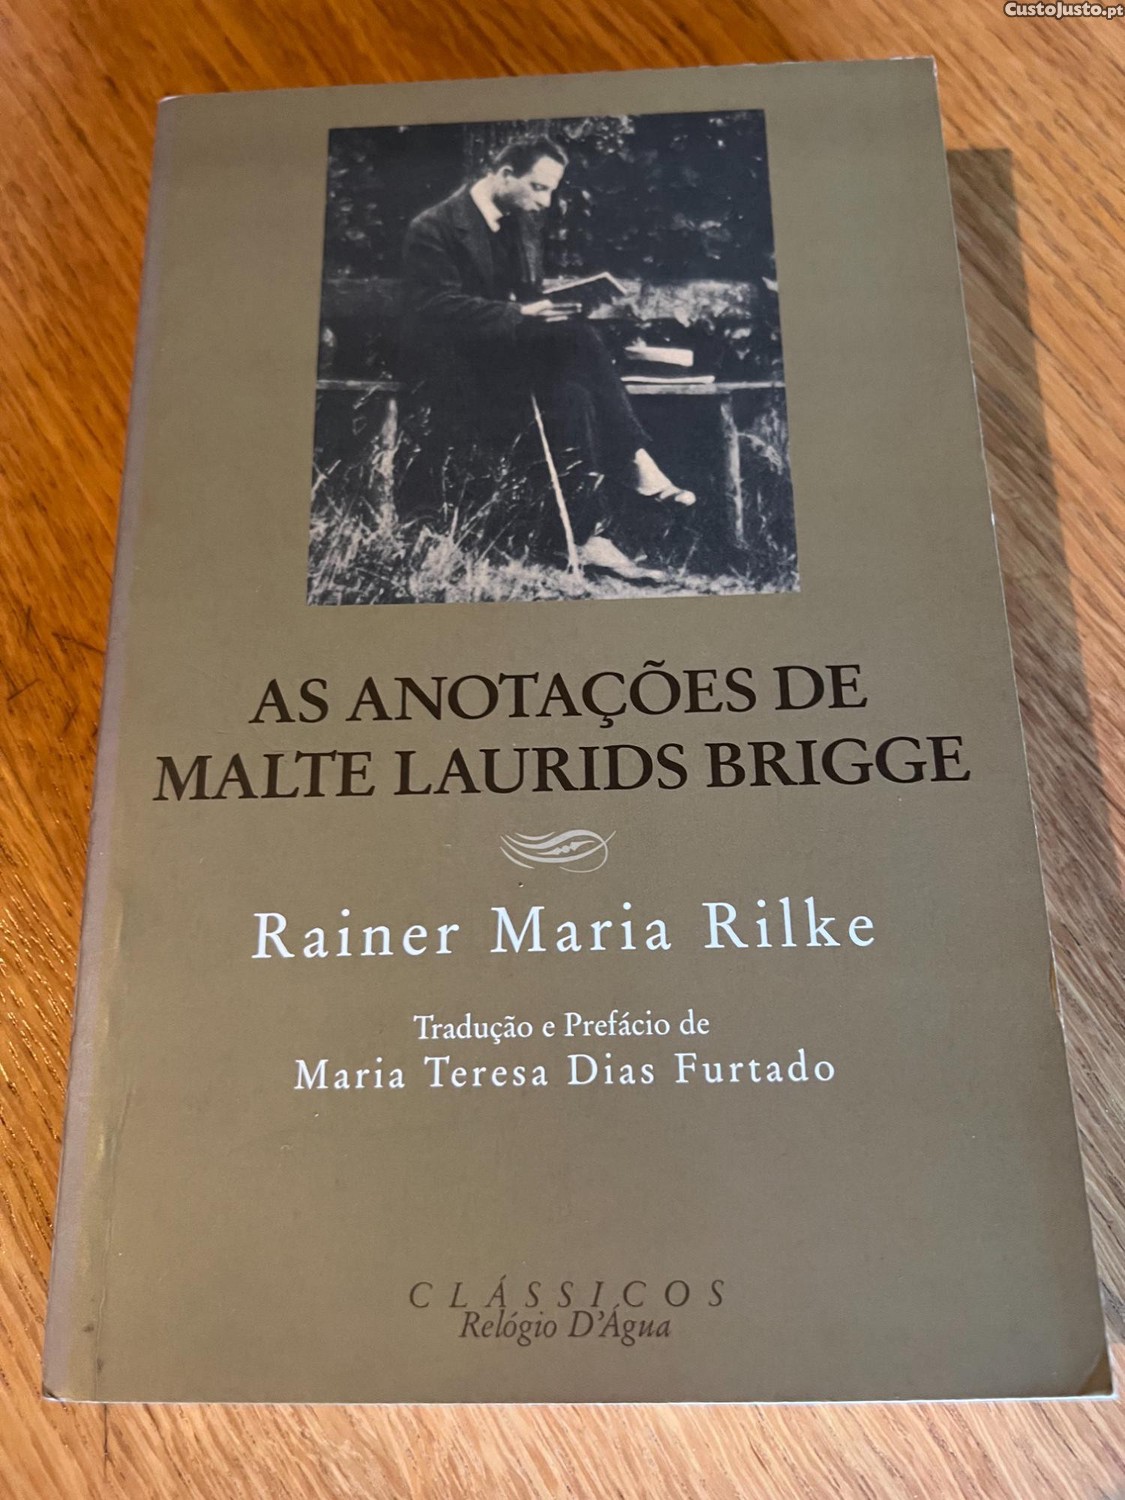 CustoJusto.pt
AS ANOTAÇÕES DE
MALTE LAURIDS BRIGGE
Rainer Maria Rilke
Tradução e Prefácio de
Maria Teresa Dias Furtado
CLÁSSICOS
Relógio D'Água